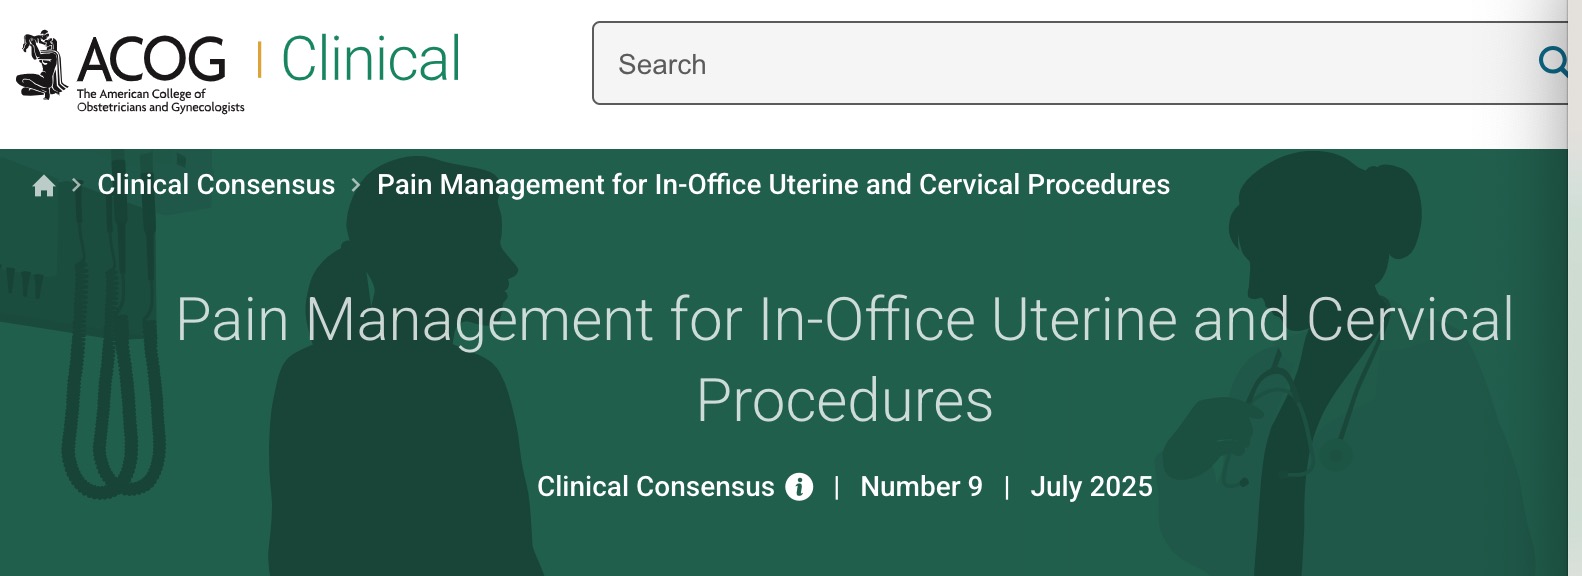 ACOG | Clinical
The American College of
Obstetricians and Gynecologists
Search
Clinical Consensus > Pain Management for In-Office Uterine and Cervical Procedures
Pain Management for In-Office Uterine and Cervical
Procedures
Clinical Consensus i | Number 9 | July 2025